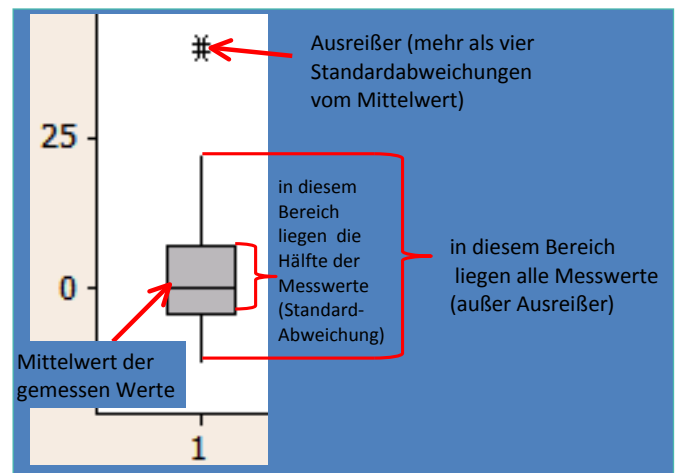 Ausreißer (mehr als vier
Standardabweichungen
vom Mittelwert)
25
in diesem
Bereich
liegen die
Hälfte der
Messwerte
(Standard-
Abweichung)
in diesem Bereich
liegen alle Messwerte
(außer Ausreißer)
0
Mittelwert der
gemessen Werte
1